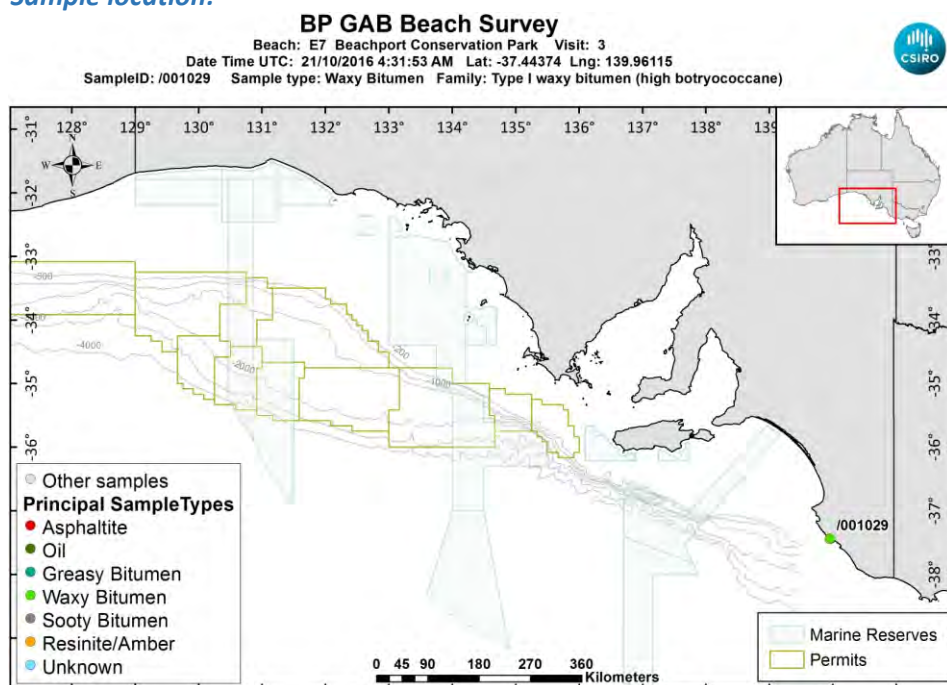 Sample location:
BP GAB Beach Survey
Beach: E7 Beachport Conservation Park Visit: 3
Date Time UTC: 21/10/2016 4:31:53 AM Lat: -37.44374 Lng: 139.96115
SampleID: /001029 Sample type: Waxy Bitumen Family: Type I waxy bitumen (high botryococcane)
CSIRO
128° 129° 130° 131° 132° 133° 134° 135° 136° 137° 138° 139
-31° 
N
W E
S
-32°
-32°
-33°
-33°
-34°
-34°
-35°
-35°
-36°
-36°
-37°
-37°
-38°
-4000
-2000
-200
-1000
/001029
Other samples
Principal SampleTypes
Asphaltite
Oil
Greasy Bitumen
Waxy Bitumen
Sooty Bitumen
Resinite/Amber
Unknown
0 45 90 180 270 360
Kilometers
Marine Reserves
Permits